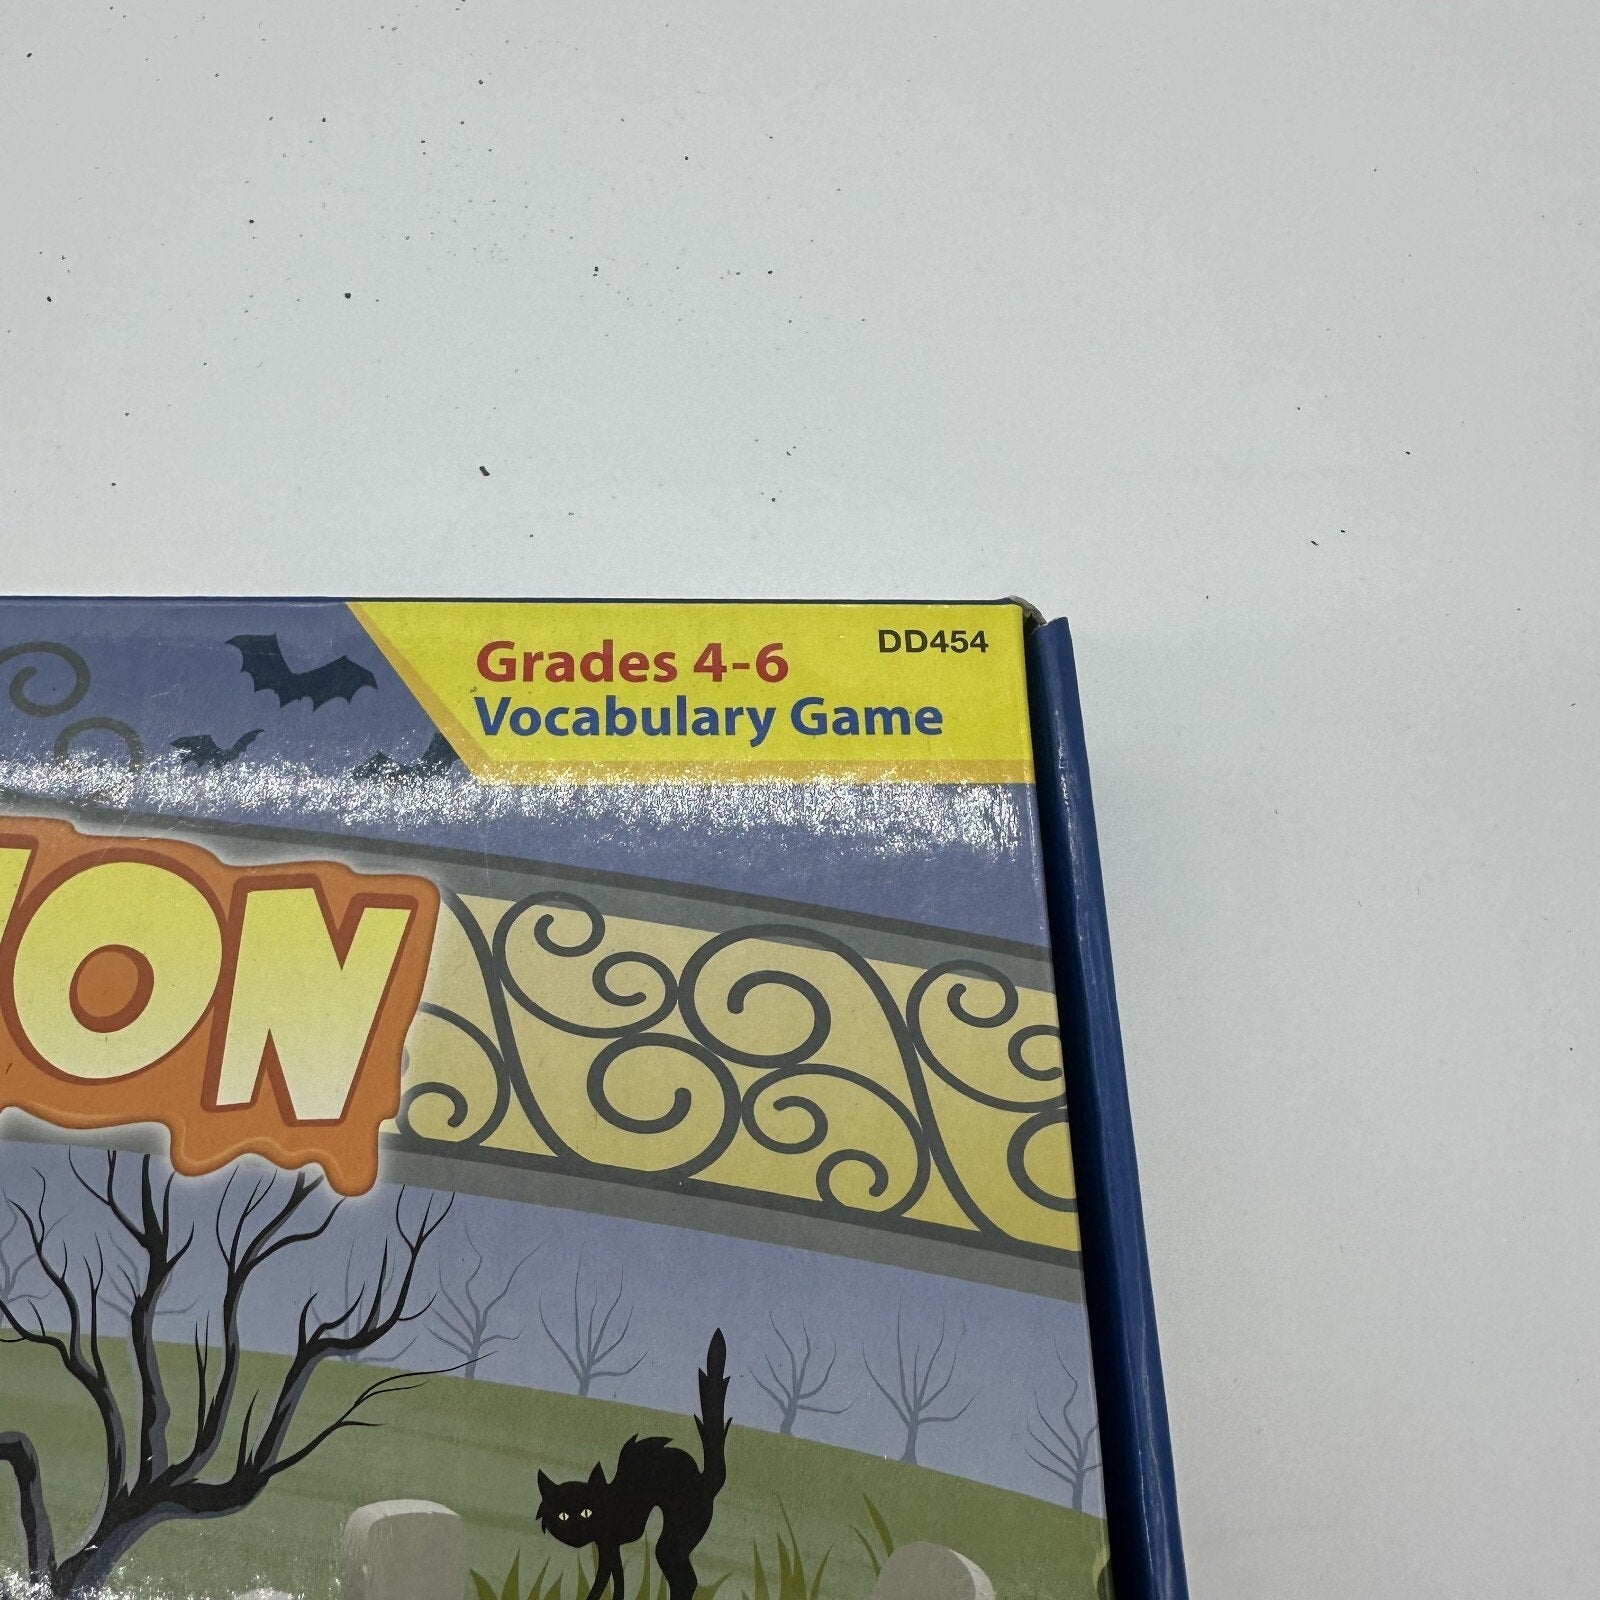 Grades 4-6 DD454
Vocabulary Game
ON